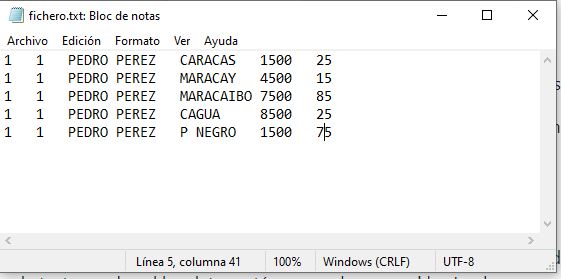 fichero.txt: Bloc de notas
Archivo Edición Formato Ver Ayuda
1 1 PEDRO PEREZ CARACAS 1500 25
1 1 PEDRO PEREZ MARACAY 4500 15
1 1 PEDRO PEREZ MARACAIBO 7500 85
1 1 PEDRO PEREZ CAGUA 8500 25
1 1 PEDRO PEREZ P NEGRO 1500 75
Línea 5, columna 41 100% Windows (CRLF) UTF-8